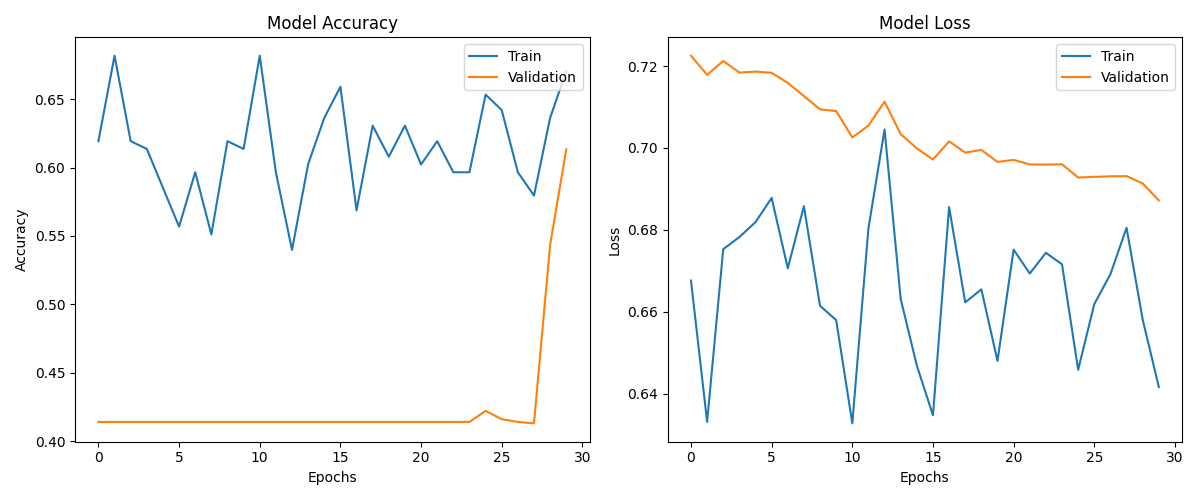 Model Accuracy
Train
Validation
0.65
0.60
0.55
0.50
0.45
0.40
Accuracy
0 5 10 15 20 25 30
Epochs
Model Loss
Train
Validation
0.72
0.70
0.68
0.66
0.64
Loss
0 5 10 15 20 25 30
Epochs